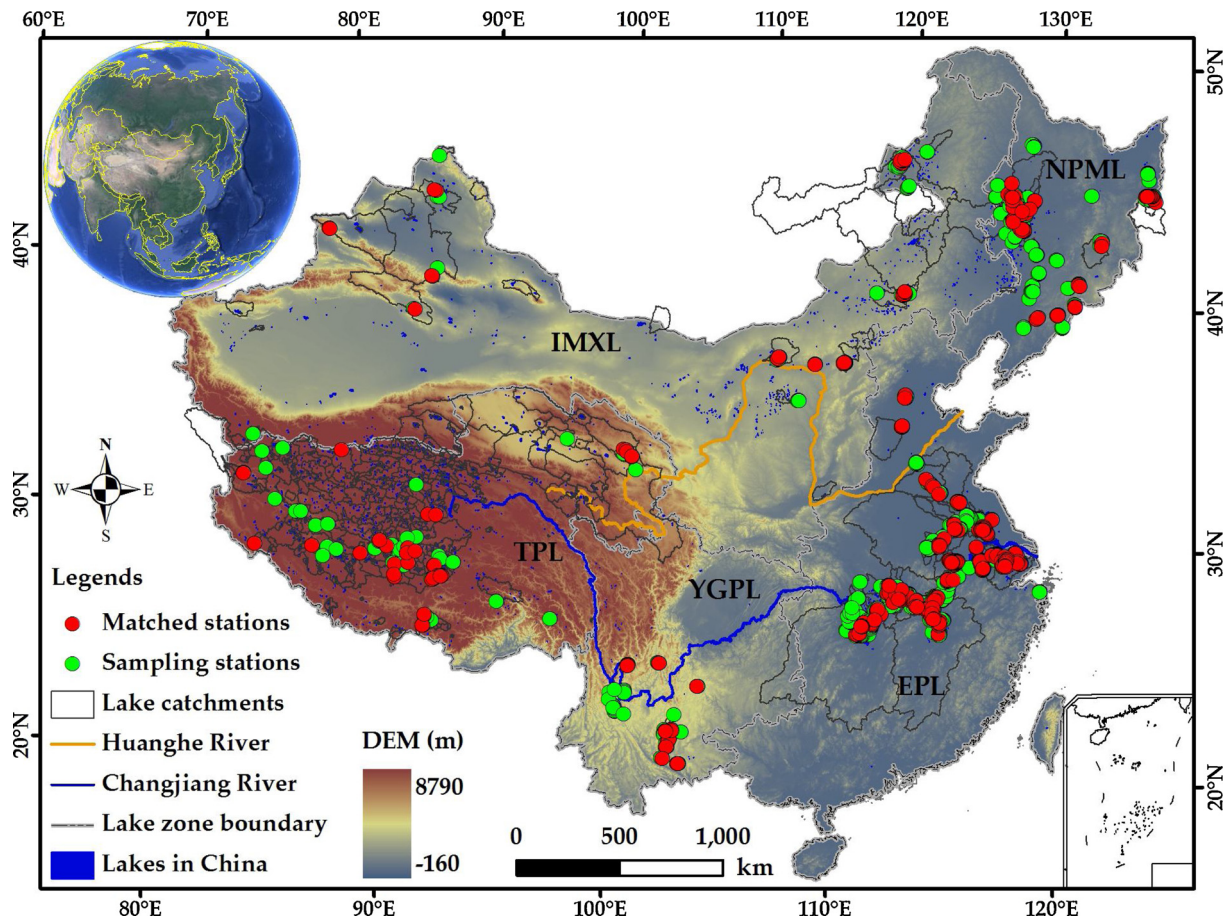 60°E 70°E 80°E 90°E 100°E 110°E 120°E 130°E
50°N
NPML
40°N
40°N
IMXL
N
W E
S
30°N
30°N
TPL
YGPL
Legends
Matched stations
Sampling stations
EPL
Lake catchments
20°N
Huanghe River
DEM (m)
8790
Changjiang River
20°N
Lake zone boundary
0 500 1,000
-160
km
Lakes in China
80°E 90°E 100°E 110°E 120°E